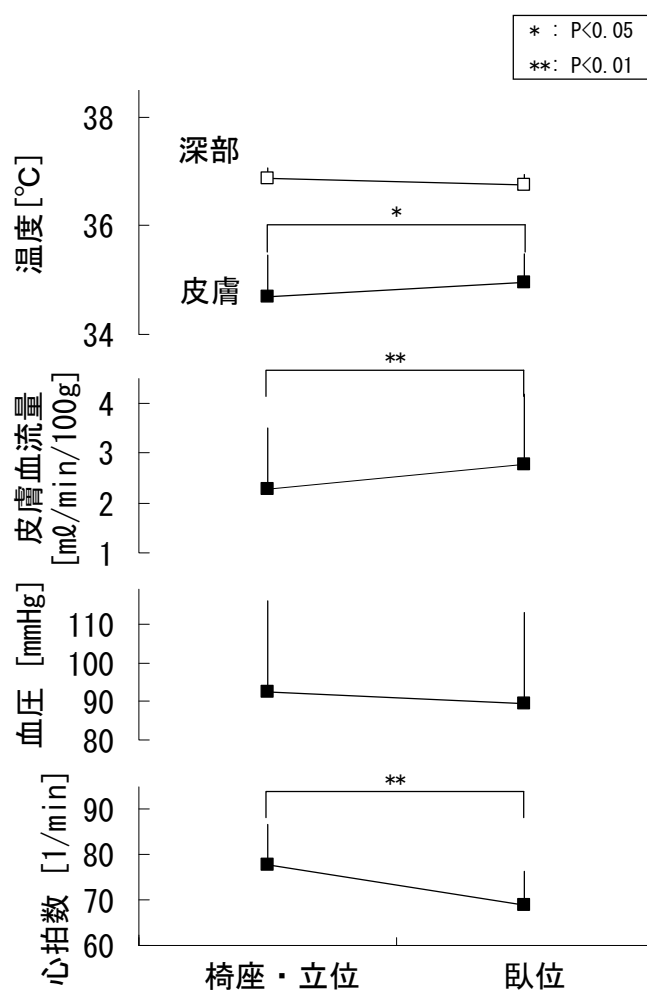 * : P<0.05
**: P<0.01
温度[℃]
38
36
34
深部
*
皮膚
皮膚血流量
[mℓ/min/100g]
**
4
3
2
1
血圧 [mmHg]
110
100
90
80
心拍数 [1/min]
**
90
80
70
60
椅座・立位
臥位